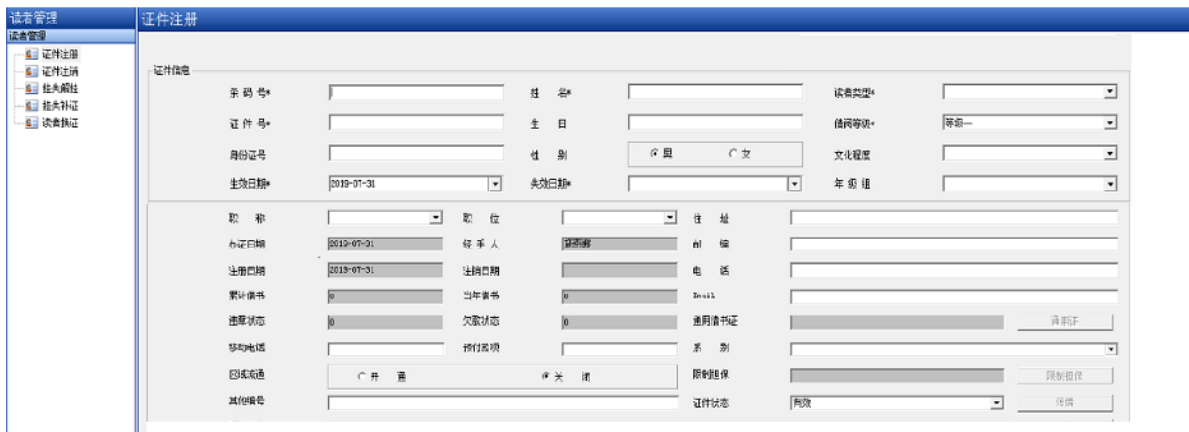 读者管理
证件注册
读者管理
证件注册
证件注销
挂失解挂
挂失补证
读者换证
证件信息
条码号* 姓 名* 读者类型*
证件号* 生 日 借阅等级* 等级一
身份证号 性 别 男 女 文化程度
生效日期* 2019-07-31 失效日期* 年级组
职 称 职 位 住 址
办证日期 2019-07-31 经手人 邮 编
注册日期 2019-07-31 注销日期 电 话
累计借书 0 当年借书 0 Email
违章状态 0 欠款状态 0 通用借书证 通用证
移动电话 预付款项 系 别
区域流通 开 通 关 闭 限制担保 限制担保
其他编号 证件状态 有效